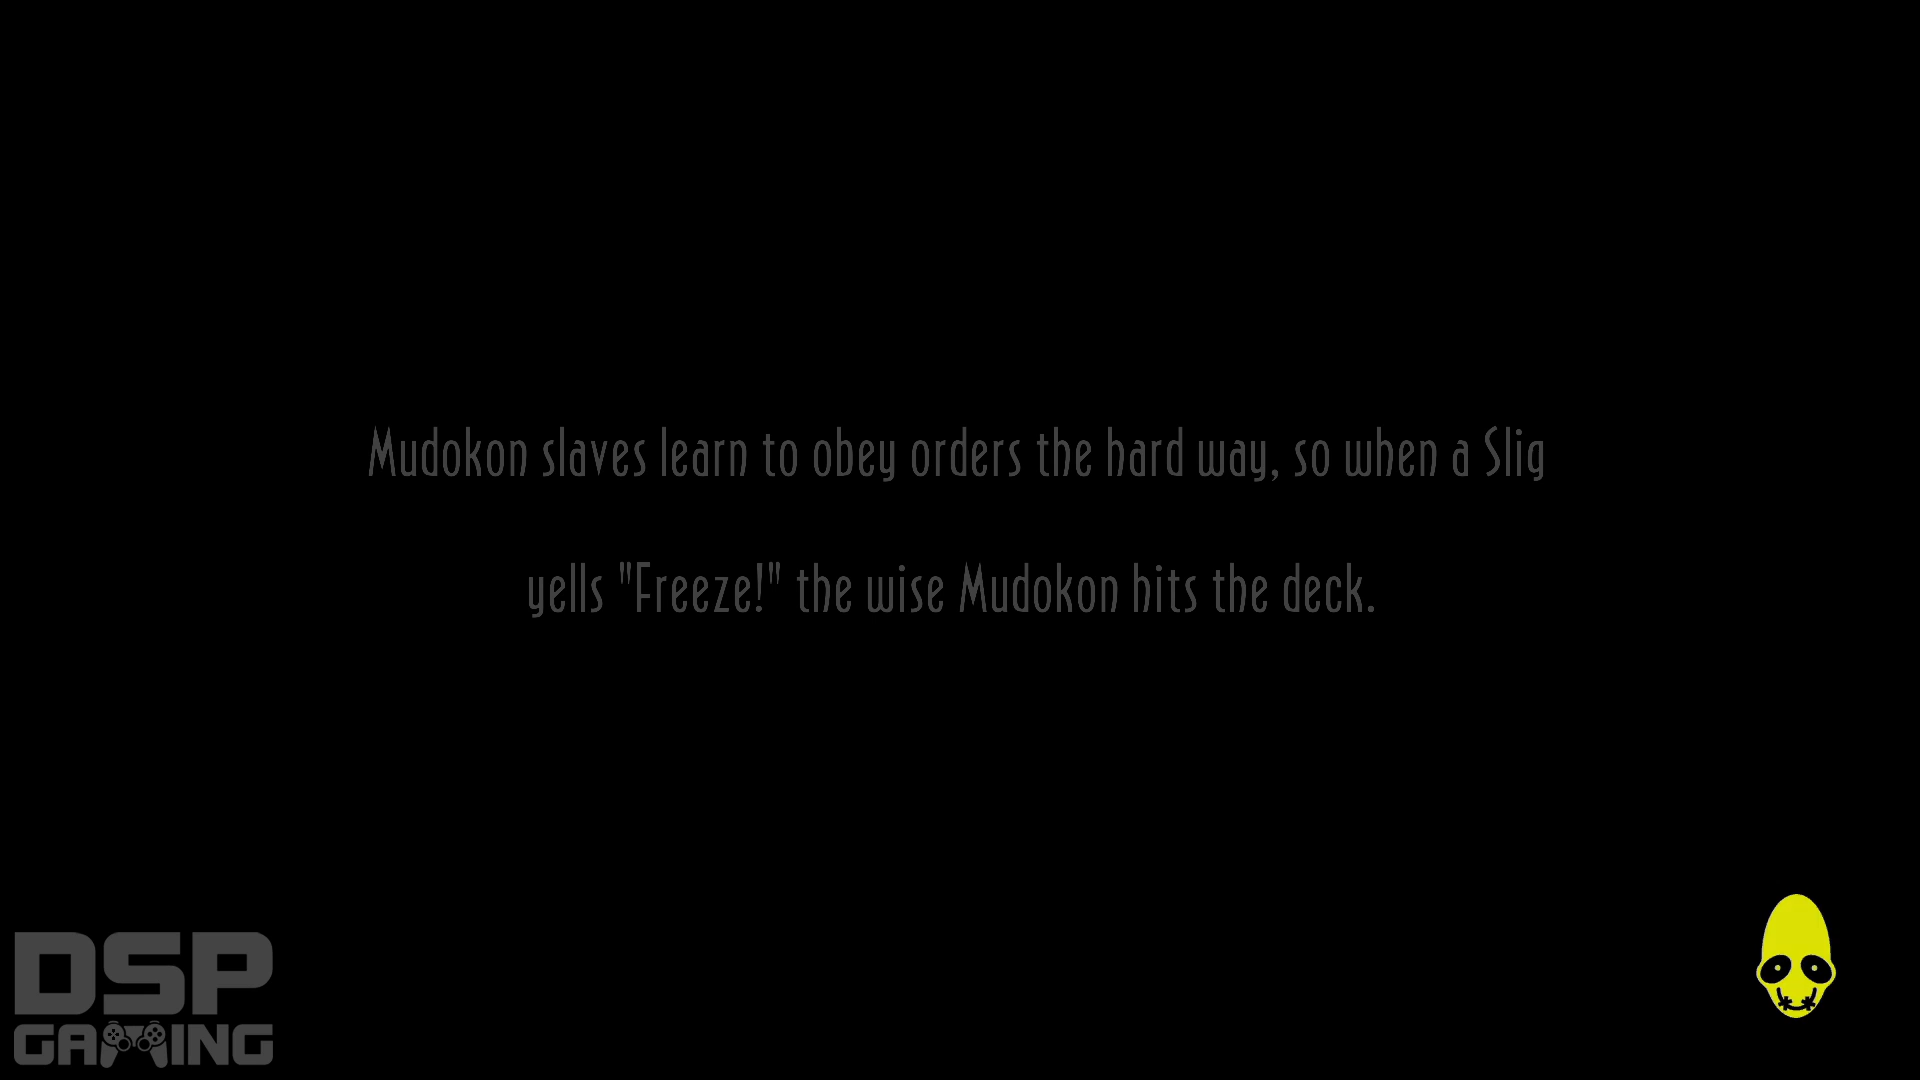 Mudokon slaves learn to obey orders the hard way, so when a Slig
yells "Freeze!" the wise Mudokon hits the deck.
DSP
GAMING